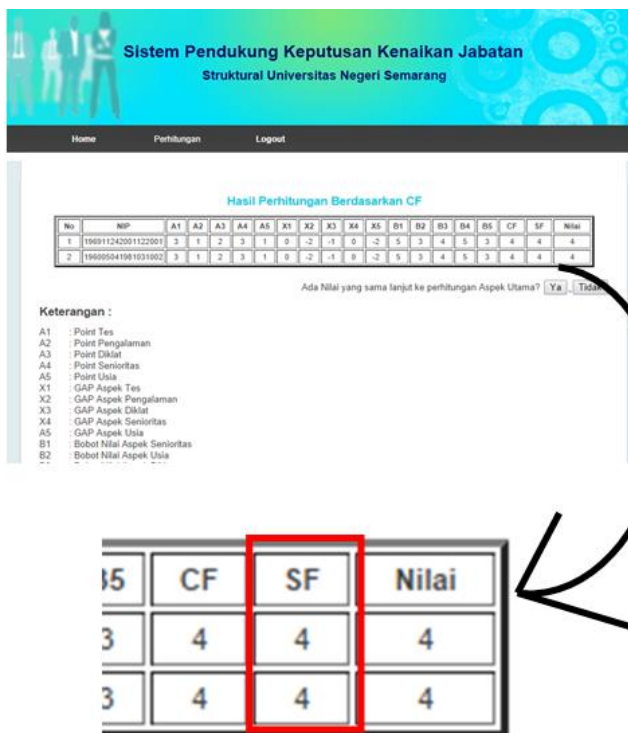 Sistem Pendukung Keputusan Kenaikan Jabatan
Struktural Universitas Negeri Semarang
Home Perhitungan Logout
Hasil Perhitungan Berdasarkan CF
No NIP A1 A2 A3 A4 A5 X1 X2 X3 X4 X5 B1 B2 B3 B4 B5 CF SF Nilai
1 196911242001122001 3 1 2 3 1 0 -2 -1 0 -2 5 3 4 5 3 4 4 4
2 196005041981031002 3 1 2 3 1 0 -2 -1 0 -2 5 3 4 5 3 4 4 4
Ada Nilai yang sama lanjut ke perhitungan Aspek Utama? Ya Tidak
Keterangan :
A1 : Point Tes
A2 : Point Pengalaman
A3 : Point Diklat
A4 : Point Senioritas
A5 : Point Usia
X1 : GAP Aspek Tes
X2 : GAP Aspek Pengalaman
X3 : GAP Aspek Diklat
X4 : GAP Aspek Senioritas
A5 : GAP Aspek Usia
B1 : Bobot Nilai Aspek Senioritas
B2 : Bobot Nilai Aspek Usia
CF SF Nilai
3 4 4 4
3 4 4 4